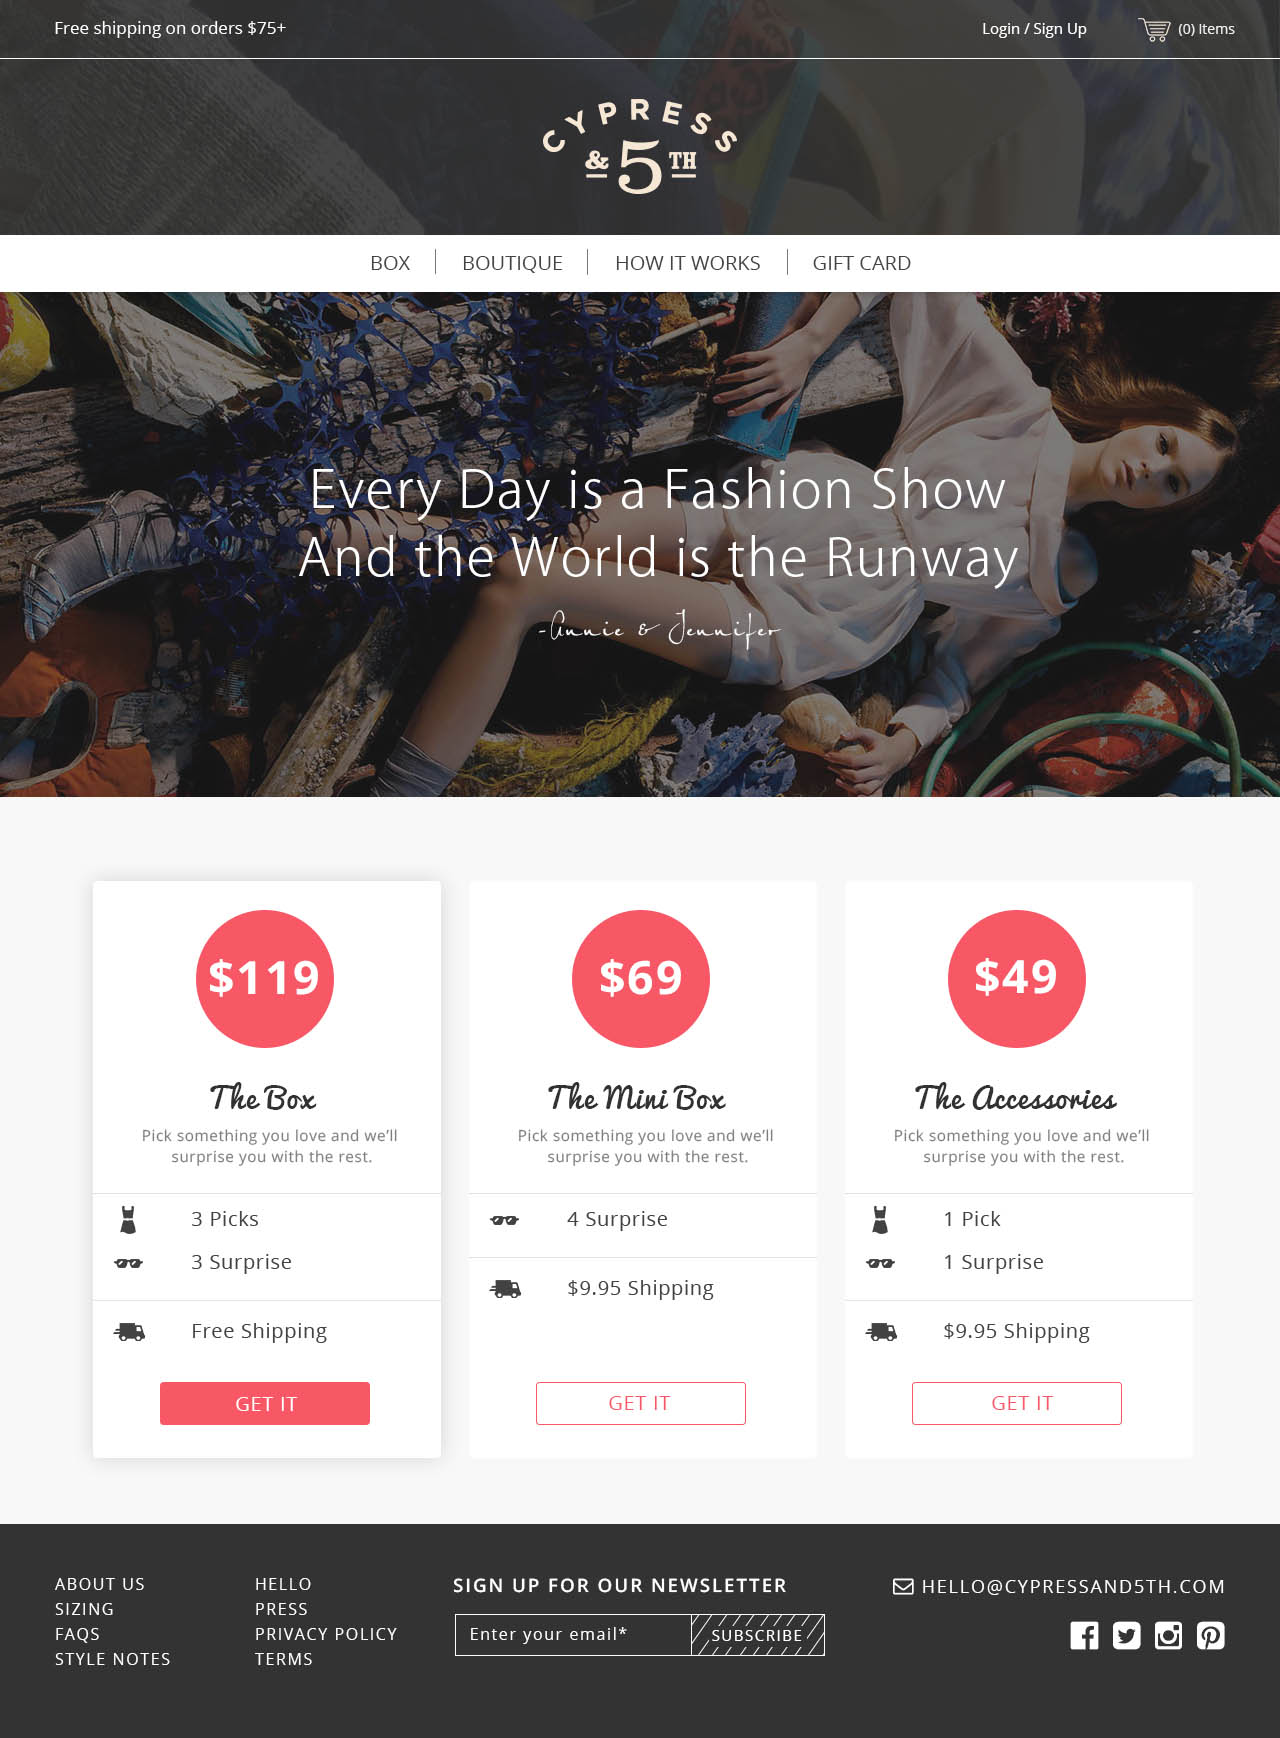 Free shipping on orders $75+
Login / Sign Up
(0) Items
CYPRESS
& 5TH
BOX
BOUTIQUE
HOW IT WORKS
GIFT CARD
Every Day is a Fashion Show
And the World is the Runway
-Annie & Jennifer
$119
The Box
Pick something you love and we'll
surprise you with the rest.
3 Picks
3 Surprise
Free Shipping
GET IT
$69
The Mini Box
Pick something you love and we'll
surprise you with the rest.
4 Surprise
$9.95 Shipping
GET IT
$49
The Accessories
Pick something you love and we'll
surprise you with the rest.
1 Pick
1 Surprise
$9.95 Shipping
GET IT
ABOUT US
SIZING
FAQS
STYLE NOTES
HELLO
PRESS
PRIVACY POLICY
TERMS
SIGN UP FOR OUR NEWSLETTER
Enter your email*
SUBSCRIBE
HELLO@CYPRESSAND5TH.COM